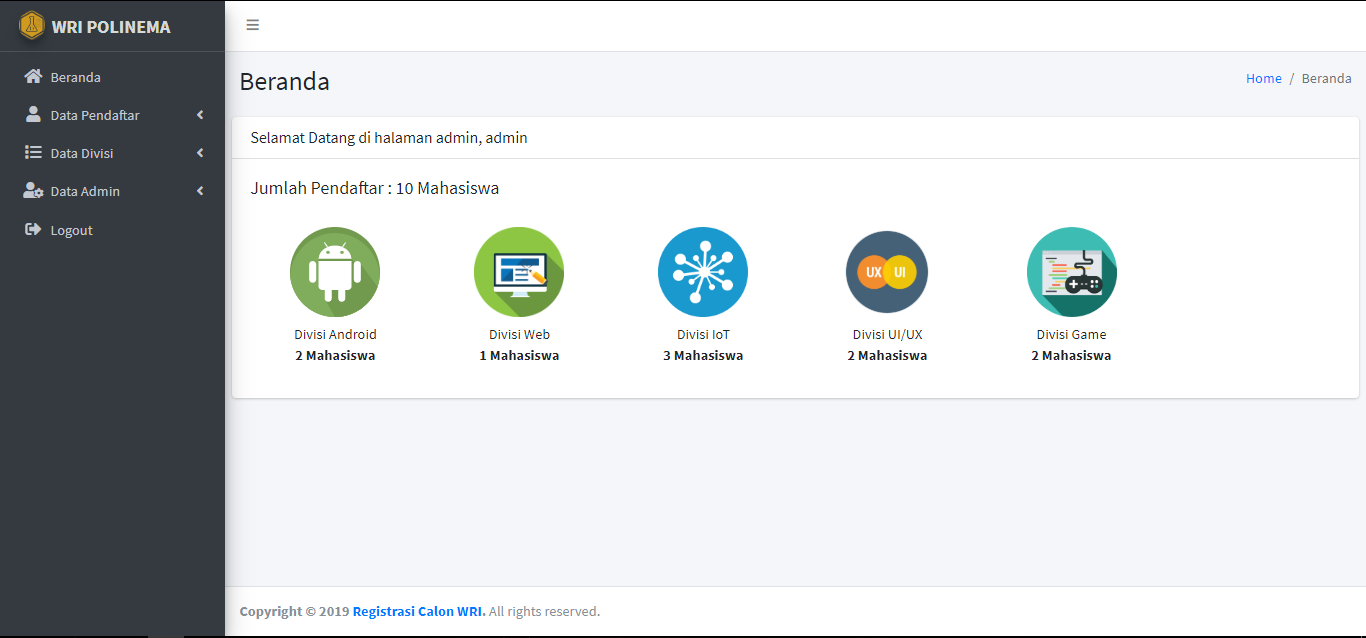 WRI POLINEMA
Beranda
Data Pendaftar
Data Divisi
Data Admin
Logout
Beranda
Home / Beranda
Selamat Datang di halaman admin, admin
Jumlah Pendaftar : 10 Mahasiswa
UX UI
Divisi Android
2 Mahasiswa
Divisi Web
1 Mahasiswa
Divisi IoT
3 Mahasiswa
Divisi UI/UX
2 Mahasiswa
Divisi Game
2 Mahasiswa
Copyright © 2019 Registrasi Calon WRI. All rights reserved.